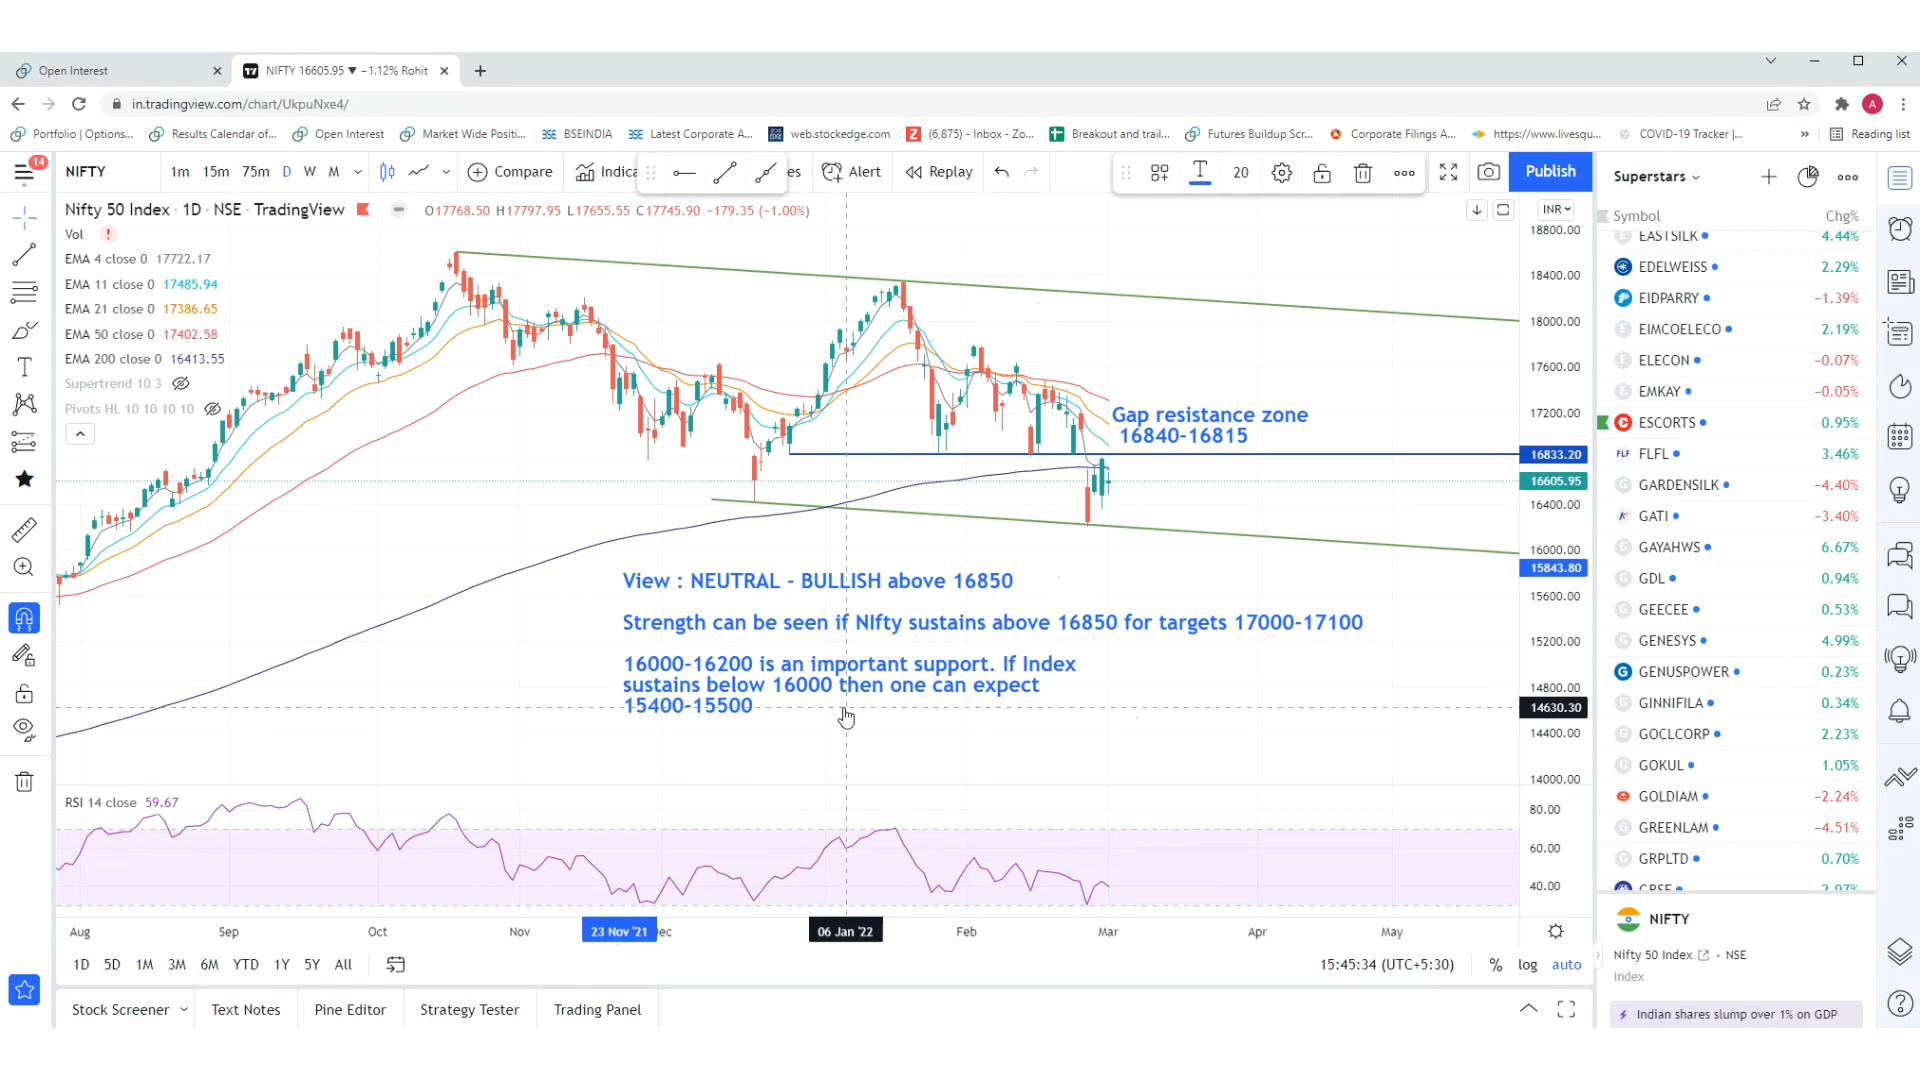 Open Interest
NIFTY 16605.95 ▼ −1.12% Rohit
in.tradingview.com/chart/UkpuNxe4/
Portfolio | Options...
Results Calendar of...
Open Interest
Market Wide Positi...
BSEINDIA
Latest Corporate A...
web.stockedge.com
(6,875) - Inbox - Zo...
Breakout and trail...
Futures Buildup Scr...
Corporate Filings A...
https://www.livesqu...
COVID-19 Tracker |...
Reading list
14
NIFTY
1m 15m 75m D W M
Compare
Indica
es
Alert
Replay
20
Publish
Superstars
Nifty 50 Index · 1D · NSE · TradingView
O17768.50 H17797.95 L17655.55 C17745.90 −179.35 (−1.00%)
INR
Vol
EMA 4 close 0 17722.17
EMA 11 close 0 17485.94
EMA 21 close 0 17386.65
EMA 50 close 0 17402.58
EMA 200 close 0 16413.55
Supertrend 10 3
Pivots HL 10 10 10 10
18800.00
18400.00
18000.00
17600.00
17200.00
16833.20
16605.95
16400.00
16000.00
15843.80
15600.00
15200.00
14800.00
14630.30
14400.00
14000.00
Gap resistance zone
16840-16815
View : NEUTRAL - BULLISH above 16850
Strength can be seen if NIfty sustains above 16850 for targets 17000-17100
16000-16200 is an important support. If Index
sustains below 16000 then one can expect
15400-15500
RSI 14 close 59.67
80.00
60.00
40.00
Aug Sep Oct Nov 23 Nov '21 ec 06 Jan '22 Feb Mar Apr May
1D 5D 1M 3M 6M YTD 1Y 5Y All
15:45:34 (UTC+5:30)
% log auto
Stock Screener
Text Notes
Pine Editor
Strategy Tester
Trading Panel
Symbol Chg%
EASTSILK 4.44%
EDELWEISS 2.29%
EIDPARRY −1.39%
EIMCOELECO 2.19%
ELECON −0.07%
EMKAY −0.05%
ESCORTS 0.95%
FLFL 3.46%
GARDENSILK −4.40%
GATI −3.40%
GAYAHWS 6.67%
GDL 0.94%
GEECEE 0.53%
GENESYS 4.99%
GENUSPOWER 0.23%
GINNIFILA 0.34%
GOCLCORP 2.23%
GOKUL 1.05%
GOLDIAM −2.24%
GREENLAM −4.51%
GRPLTD 0.70%
NIFTY
Nifty 50 Index • NSE
Index
Indian shares slump over 1% on GDP